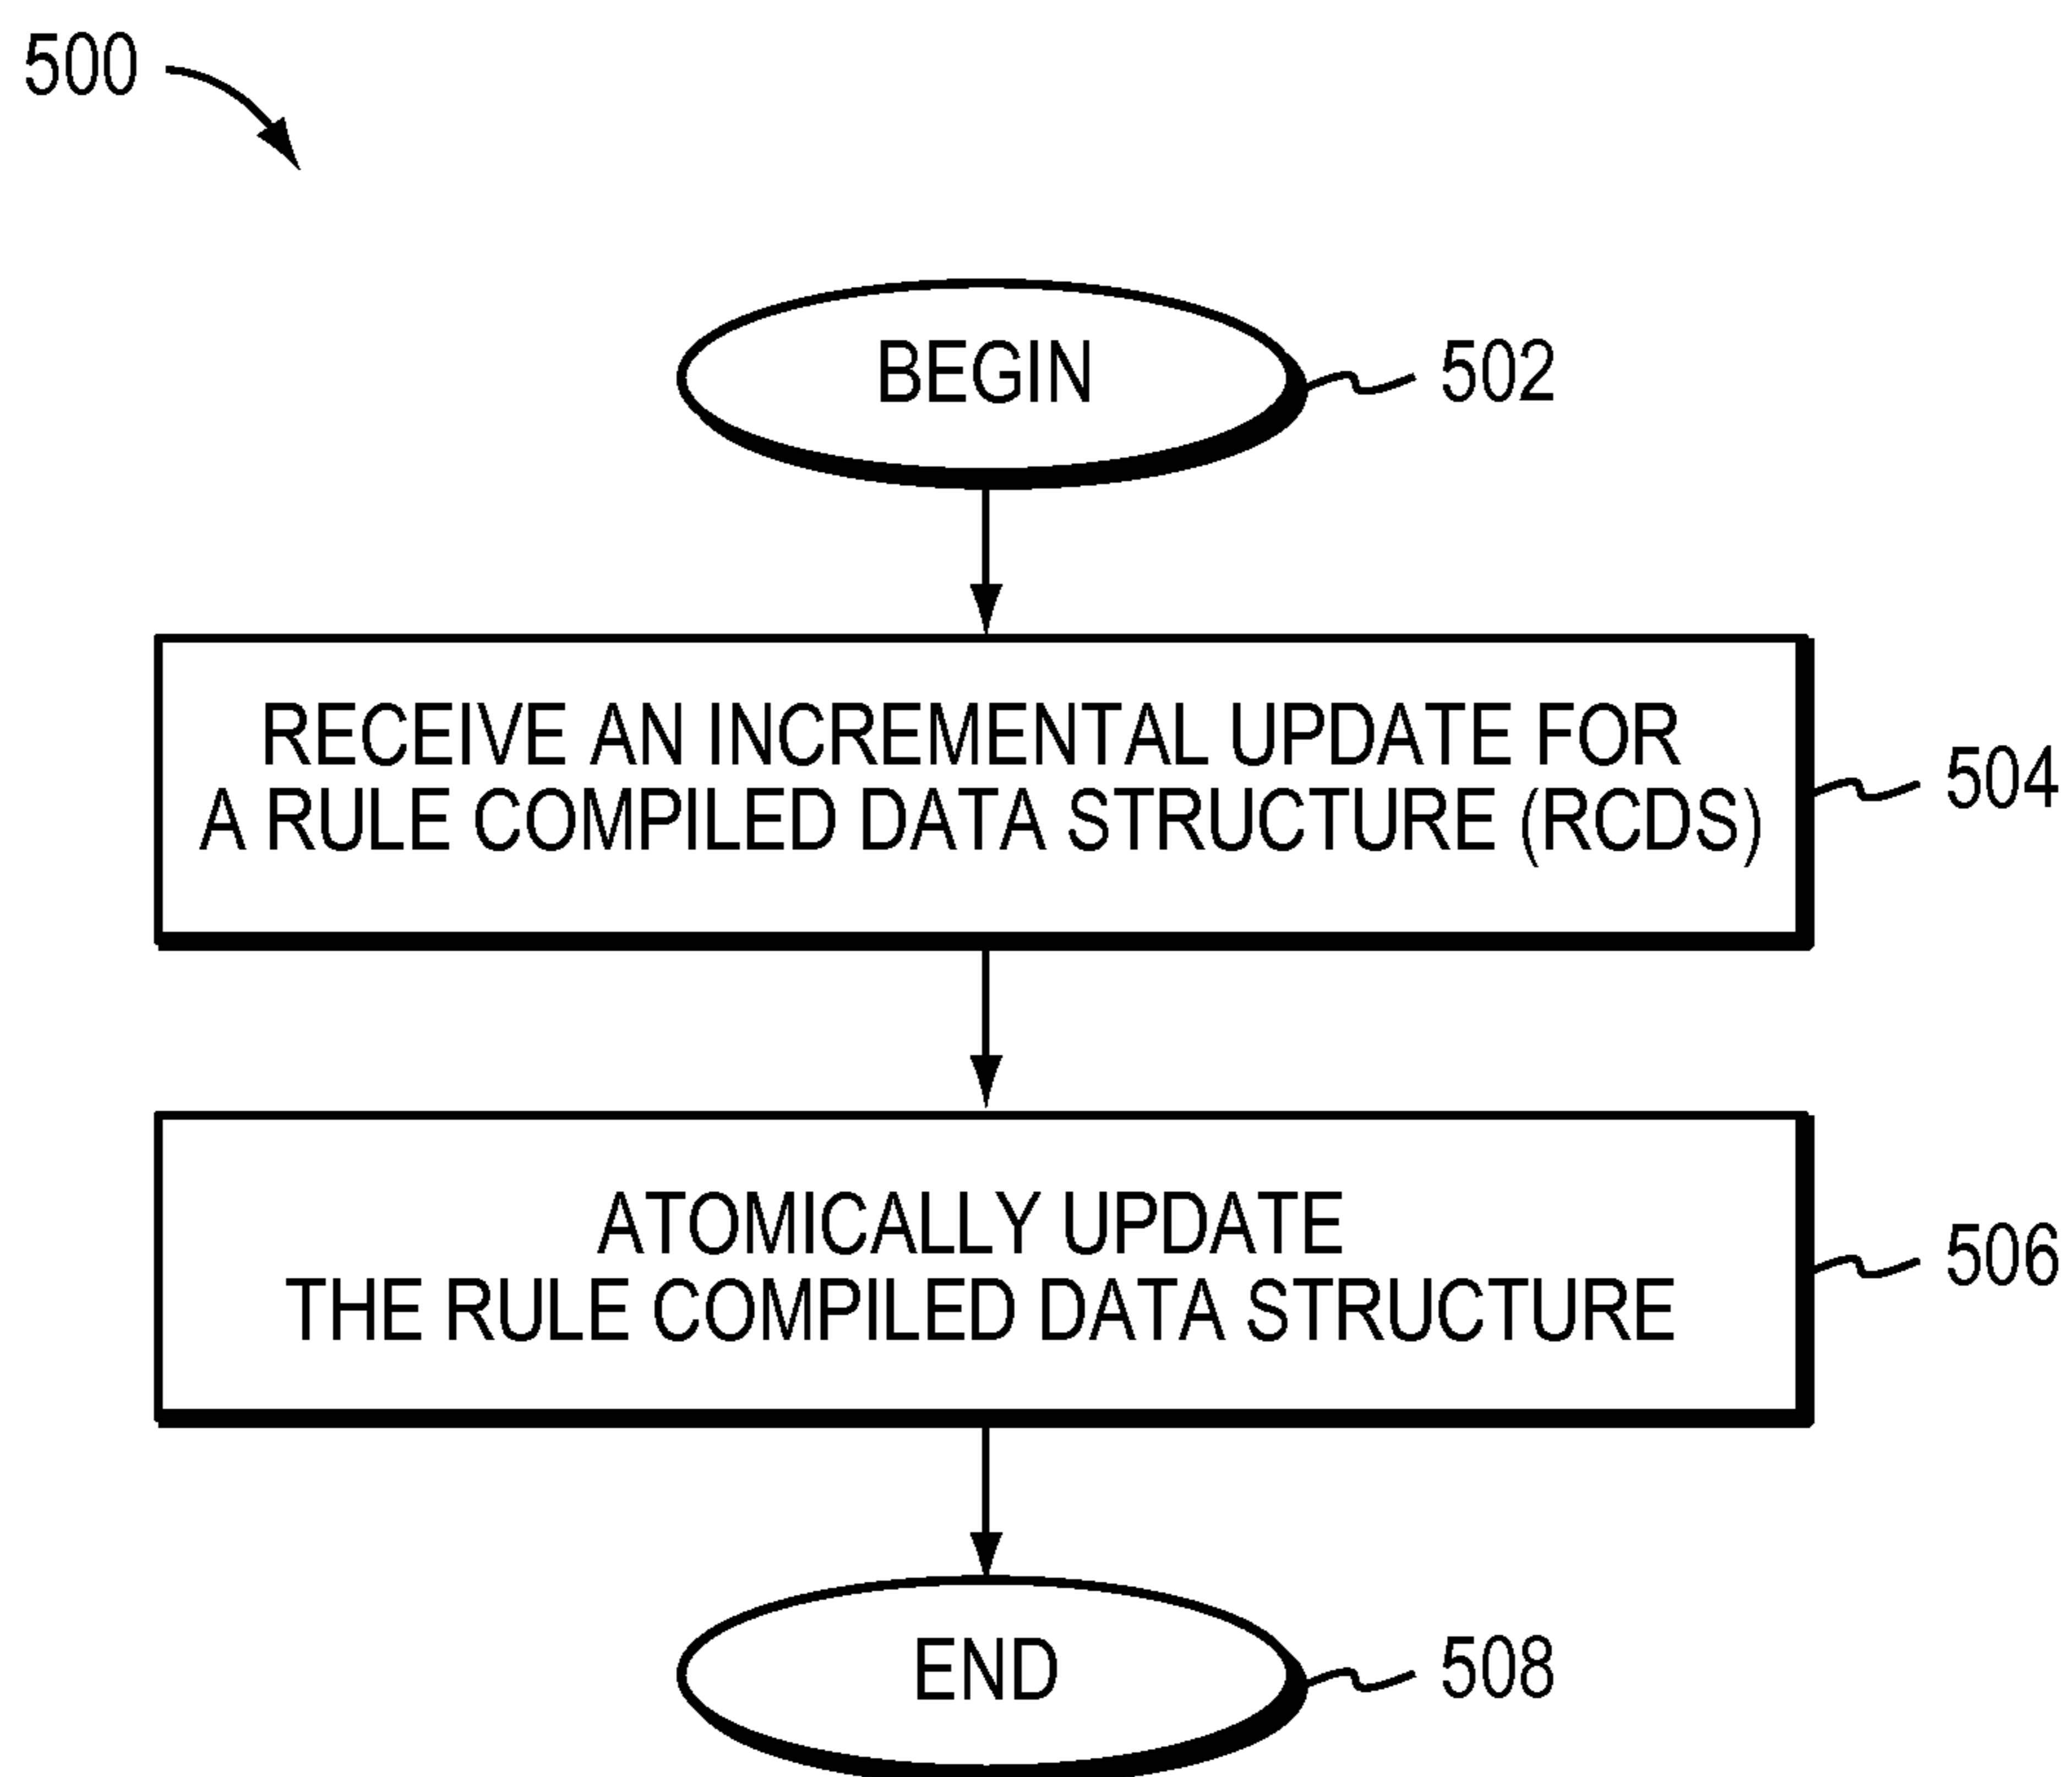 500
BEGIN
502
RECEIVE AN INCREMENTAL UPDATE FOR
A RULE COMPILED DATA STRUCTURE (RCDS)
504
ATOMICALLY UPDATE
THE RULE COMPILED DATA STRUCTURE
506
END
508